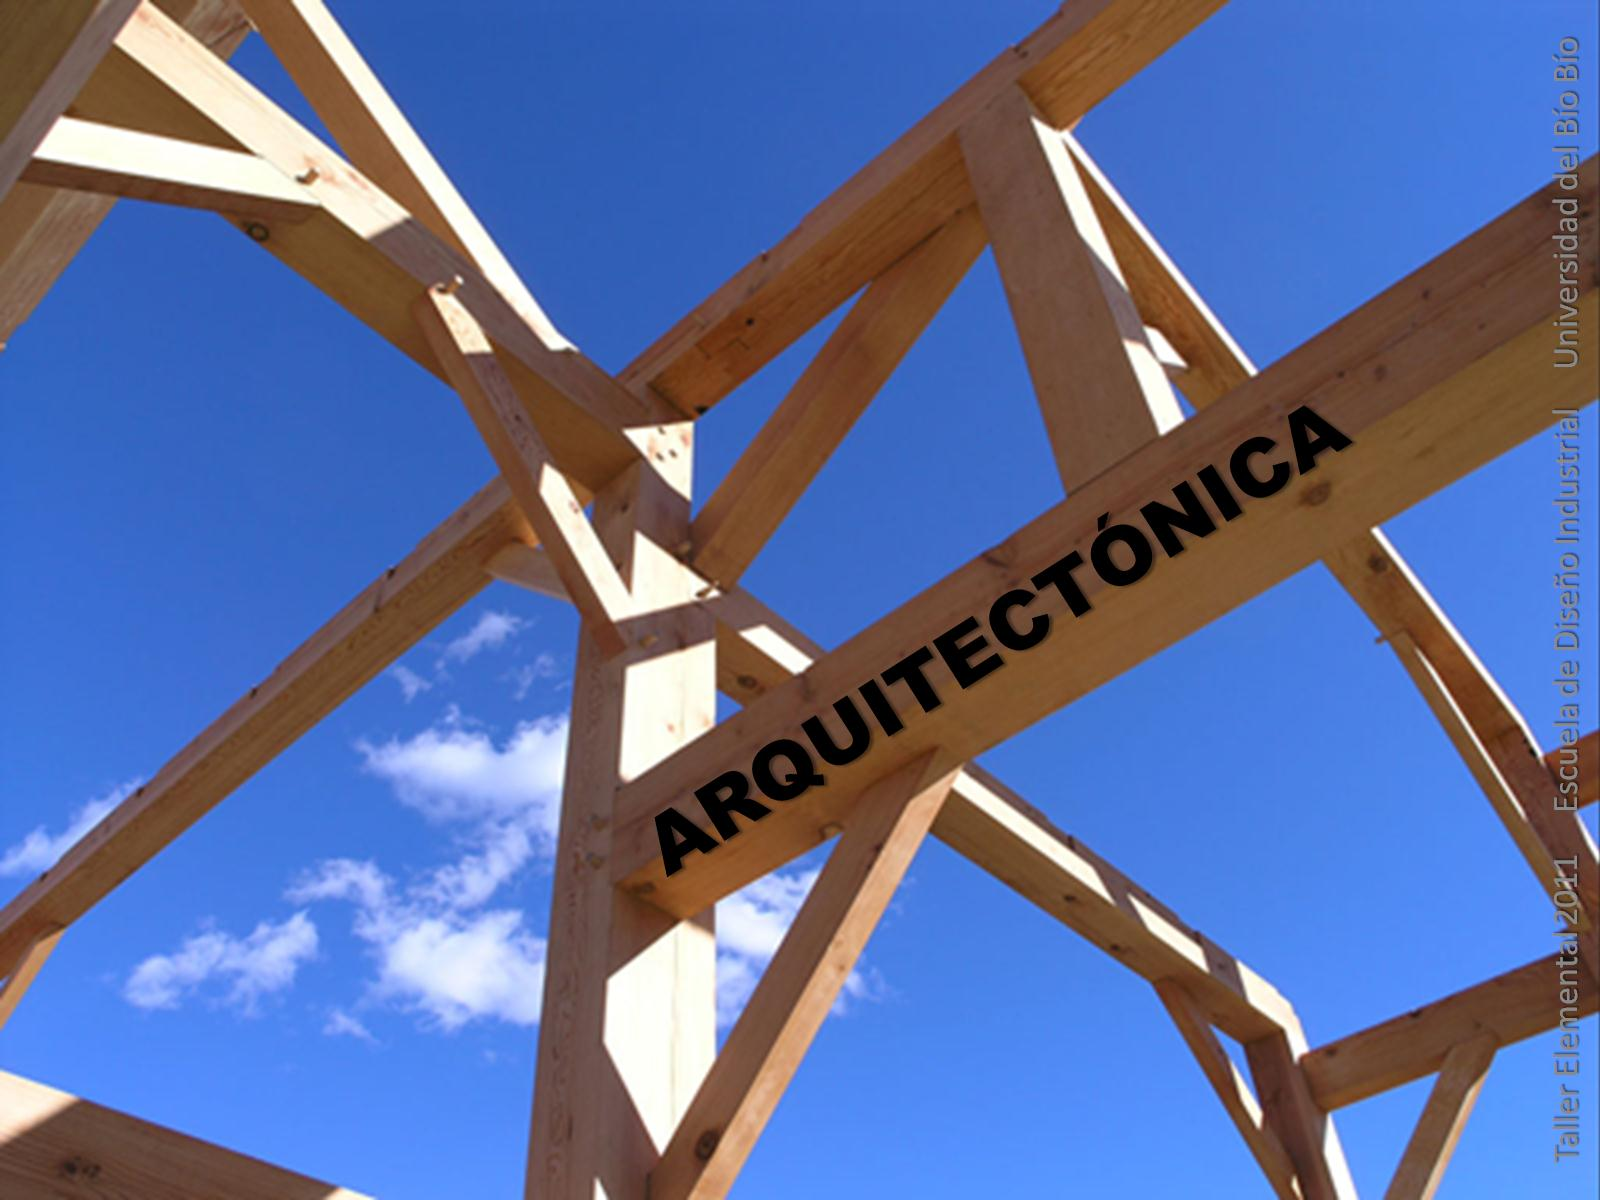 ARQUITECTÓNICA
Taller Elemental 2011 Escuela de Diseño Industrial Universidad del Bío Bío